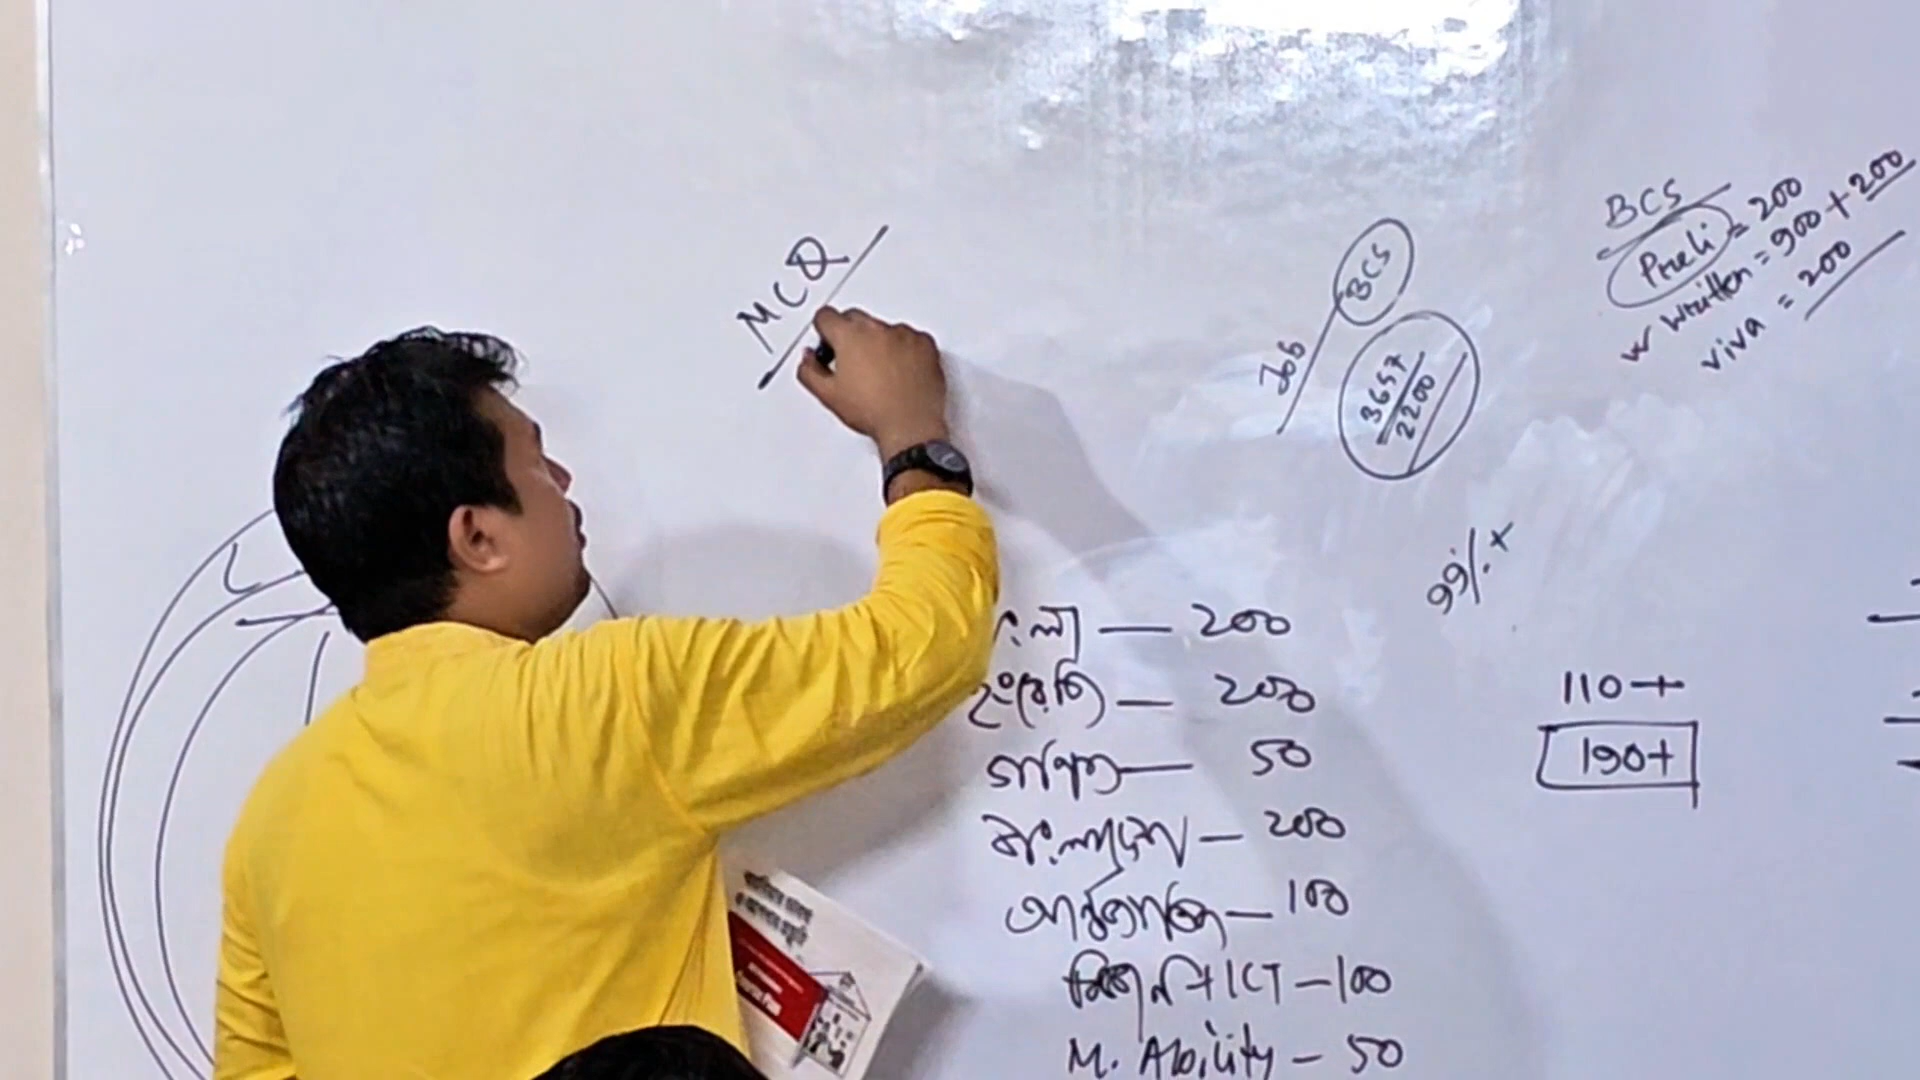 MCQ
Job
BCS
3657
2200
BCS
Preli = 200
written = 900 + 200
viva = 200
99%+
ংলা — 200
ইংরেজি — 200
গণিত — 50
বাংলাদেশ — 200
আন্তর্জাতিক — 100
বিজ্ঞান + ICT — 100
M. Ability — 50
110+
190+